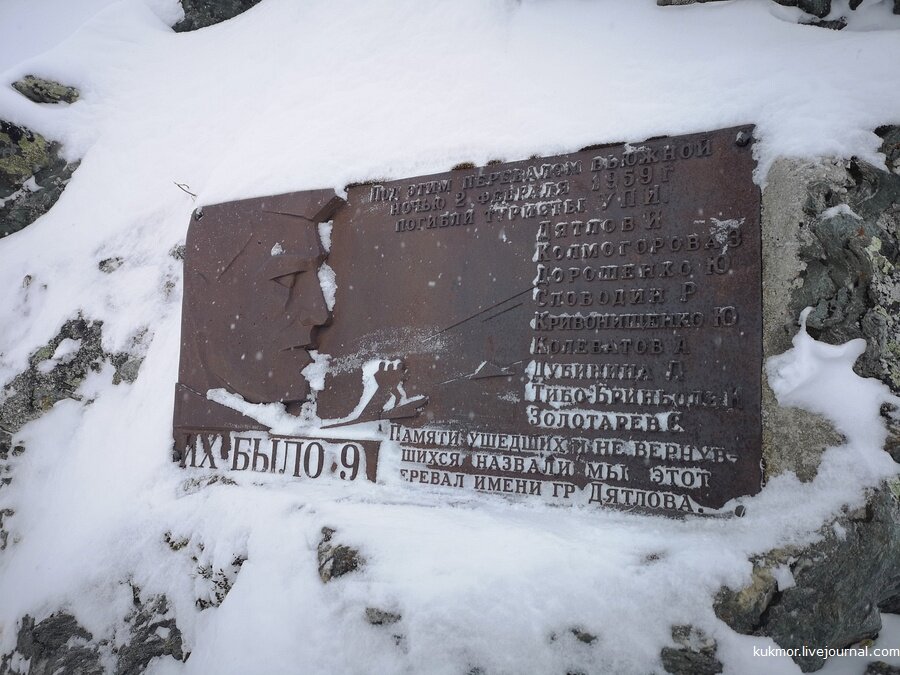 Под этим перевалом вьюжной
ночью 2 февраля 1959 г
погибли туристы УПИ
Дятлов И
Колмогорова З
Дорошенко Ю
Слободин Р
Кривонищенко Ю
Колеватов А
Дубинина Л
Тибо-Бриньоль Н
Золотарев С
Их было 9
Памяти ушедших и не вернув-
шихся назвали мы этот
перевал имени гр Дятлова.
kukmor.livejournal.com